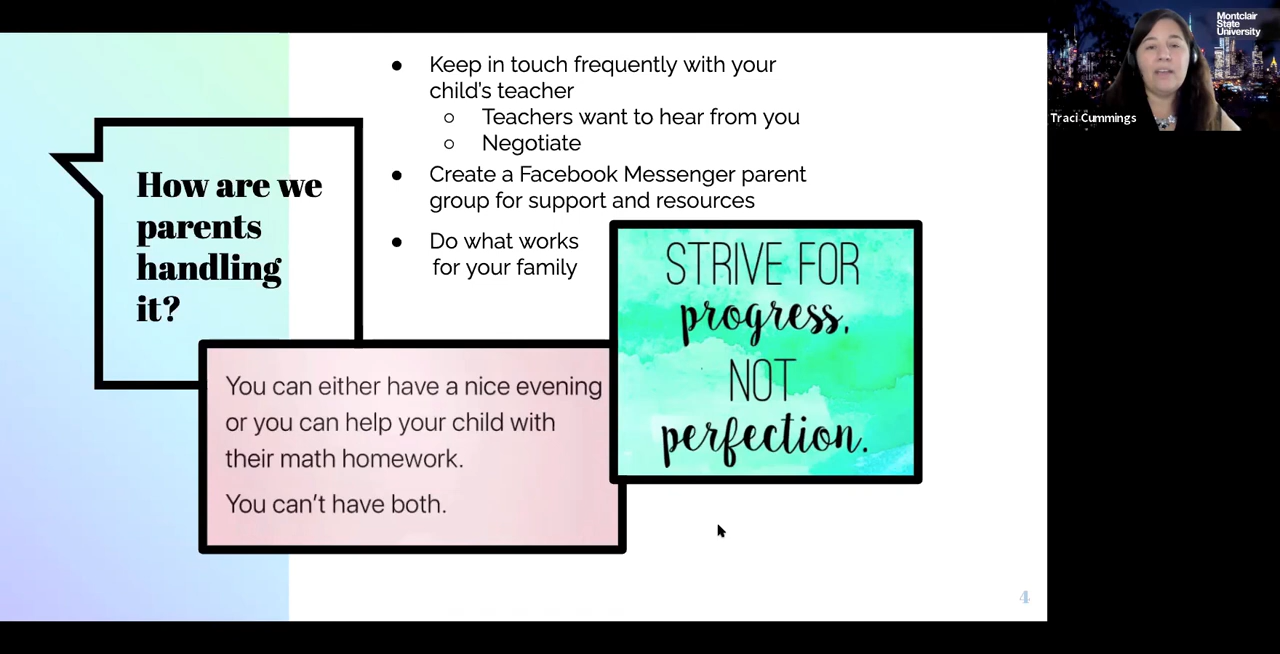 How are we
parents
handling
it?
● Keep in touch frequently with your
child's teacher
○ Teachers want to hear from you
○ Negotiate
● Create a Facebook Messenger parent
group for support and resources
● Do what works
for your family
STRIVE FOR
progress,
NOT
perfection.
You can either have a nice evening
or you can help your child with
their math homework.
You can't have both.
4
Montclair
State
University
Traci Cummings